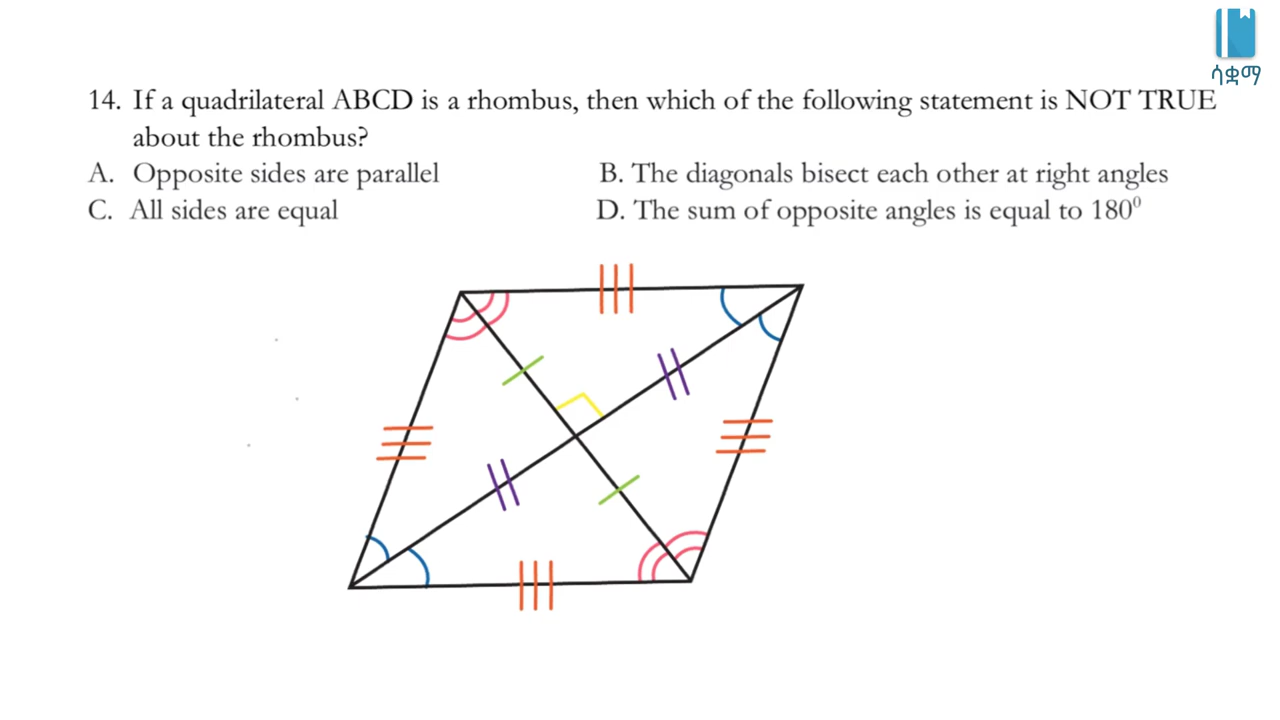 ሳቋማ
14. If a quadrilateral ABCD is a rhombus, then which of the following statement is NOT TRUE
about the rhombus?
A. Opposite sides are parallel B. The diagonals bisect each other at right angles
C. All sides are equal D. The sum of opposite angles is equal to 180⁰